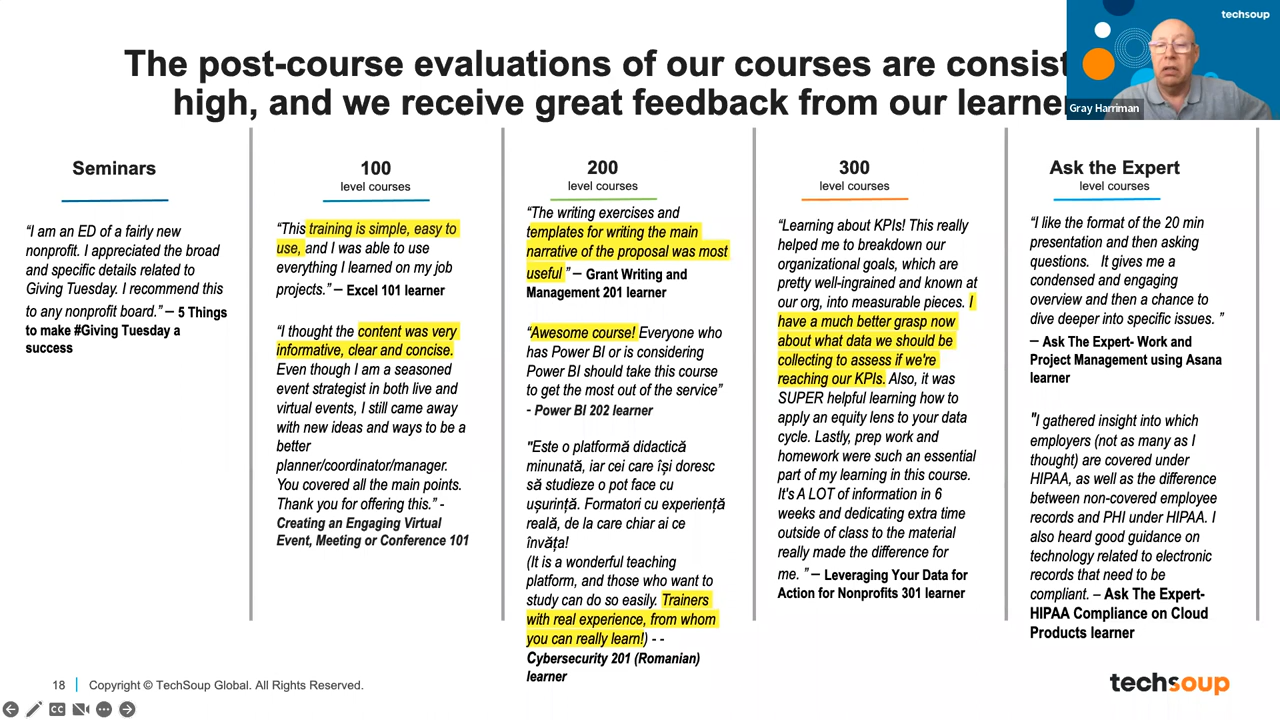 techsoup
Gray Harriman
The post-course evaluations of our courses are consist
high, and we receive great feedback from our learne
Seminars
“I am an ED of a fairly new
nonprofit. I appreciated the broad
and specific details related to
Giving Tuesday. I recommend this
to any nonprofit board.” – 5 Things
to make #Giving Tuesday a
success
100
level courses
“This training is simple, easy to
use, and I was able to use
everything I learned on my job
projects.” – Excel 101 learner
“I thought the content was very
informative, clear and concise.
Even though I am a seasoned
event strategist in both live and
virtual events, I still came away
with new ideas and ways to be a
better
planner/coordinator/manager.
You covered all the main points.
Thank you for offering this.” -
Creating an Engaging Virtual
Event, Meeting or Conference 101
200
level courses
“The writing exercises and
templates for writing the main
narrative of the proposal was most
useful” – Grant Writing and
Management 201 learner
“Awesome course! Everyone who
has Power BI or is considering
Power BI should take this course
to get the most out of the service”
- Power BI 202 learner
"Este o platformă didactică
minunată, iar cei care își doresc
să studieze o pot face cu
ușurință. Formatori cu experiență
reală, de la care chiar ai ce
învăța!
(It is a wonderful teaching
platform, and those who want to
study can do so easily. Trainers
with real experience, from whom
you can really learn!) - -
Cybersecurity 201 (Romanian)
learner
300
level courses
“Learning about KPIs! This really
helped me to breakdown our
organizational goals, which are
pretty well-ingrained and known at
our org, into measurable pieces. I
have a much better grasp now
about what data we should be
collecting to assess if we're
reaching our KPIs. Also, it was
SUPER helpful learning how to
apply an equity lens to your data
cycle. Lastly, prep work and
homework were such an essential
part of my learning in this course.
It's A LOT of information in 6
weeks and dedicating extra time
outside of class to the material
really made the difference for
me. ” – Leveraging Your Data for
Action for Nonprofits 301 learner
Ask the Expert
level courses
“I like the format of the 20 min
presentation and then asking
questions. It gives me a
condensed and engaging
overview and then a chance to
dive deeper into specific issues. ”
– Ask The Expert- Work and
Project Management using Asana
learner
"I gathered insight into which
employers (not as many as I
thought) are covered under
HIPAA, as well as the difference
between non-covered employee
records and PHI under HIPAA. I
also heard good guidance on
technology related to electronic
records that need to be
compliant. – Ask The Expert-
HIPAA Compliance on Cloud
Products learner
18 | Copyright © TechSoup Global. All Rights Reserved.
techsoup
CC